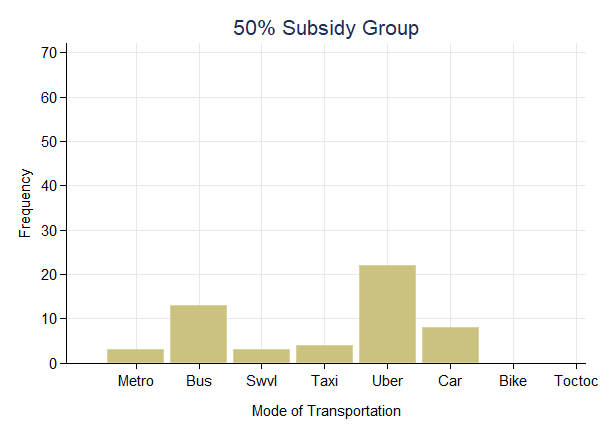 50% Subsidy Group
70
60
50
40
30
20
10
0
Frequency
Metro Bus Swvl Taxi Uber Car Bike Toctoc
Mode of Transportation